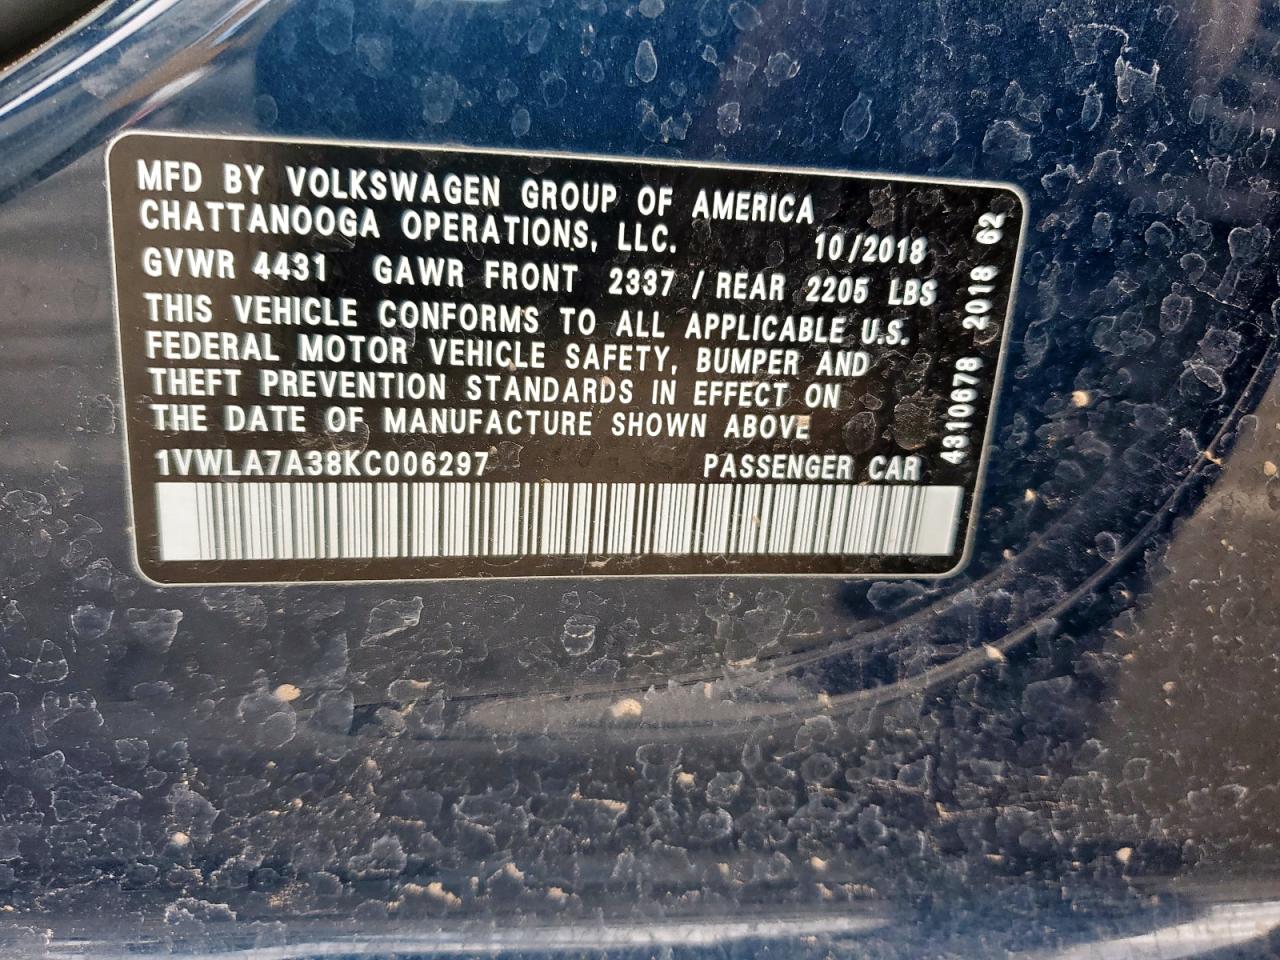 MFD BY VOLKSWAGEN GROUP OF AMERICA
CHATTANOOGA OPERATIONS, LLC. 10/2018
GVWR 4431 GAWR FRONT 2337 / REAR 2205 LBS
THIS VEHICLE CONFORMS TO ALL APPLICABLE U.S.
FEDERAL MOTOR VEHICLE SAFETY, BUMPER AND
THEFT PREVENTION STANDARDS IN EFFECT ON
THE DATE OF MANUFACTURE SHOWN ABOVE
1VWLA7A38KC006297 PASSENGER CAR
4310678 2018 62